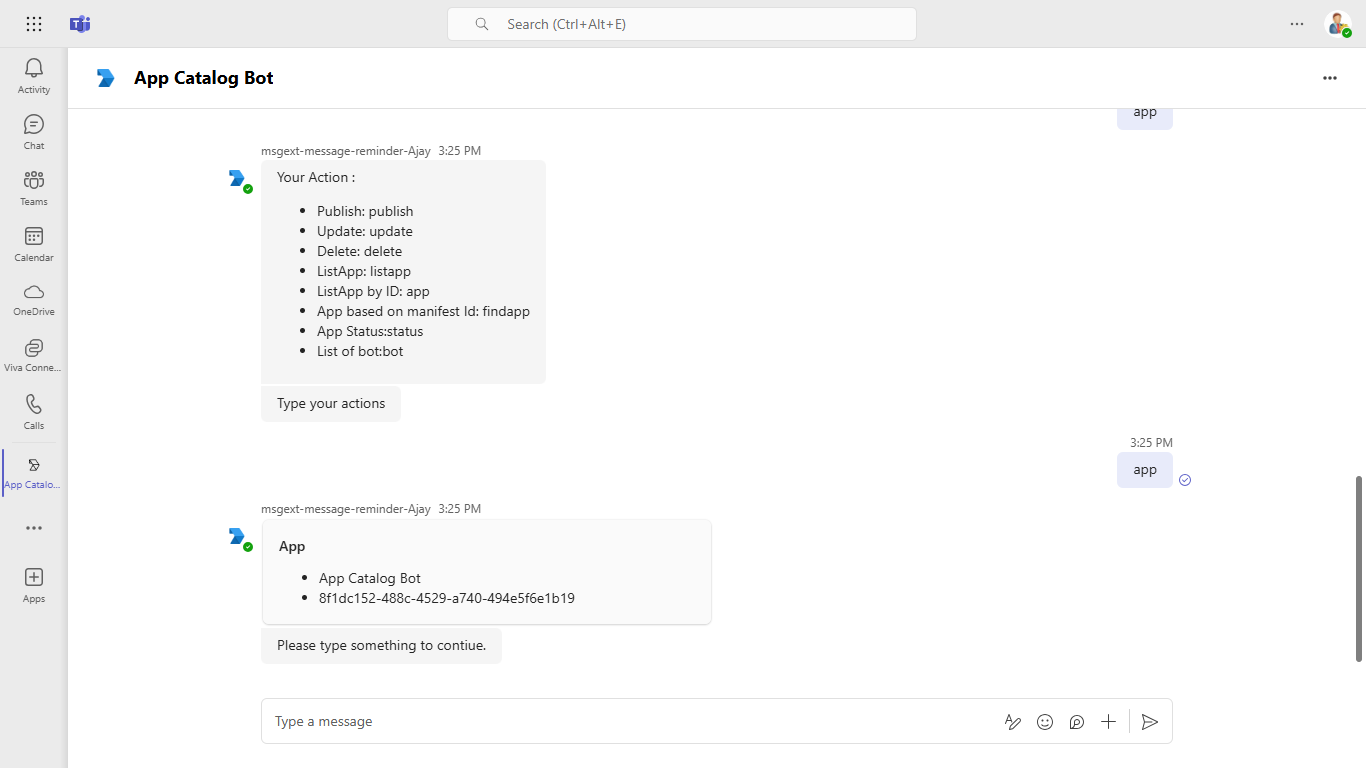 Search (Ctrl+Alt+E)
Activity
Chat
Teams
Calendar
OneDrive
Viva Conne...
Calls
App Catalo...
Apps
App Catalog Bot
app
msgext-message-reminder-Ajay 3:25 PM
Your Action :
Publish: publish
Update: update
Delete: delete
ListApp: listapp
ListApp by ID: app
App based on manifest Id: findapp
App Status:status
List of bot:bot
Type your actions
3:25 PM
app
msgext-message-reminder-Ajay 3:25 PM
App
App Catalog Bot
8f1dc152-488c-4529-a740-494e5f6e1b19
Please type something to contiue.
Type a message